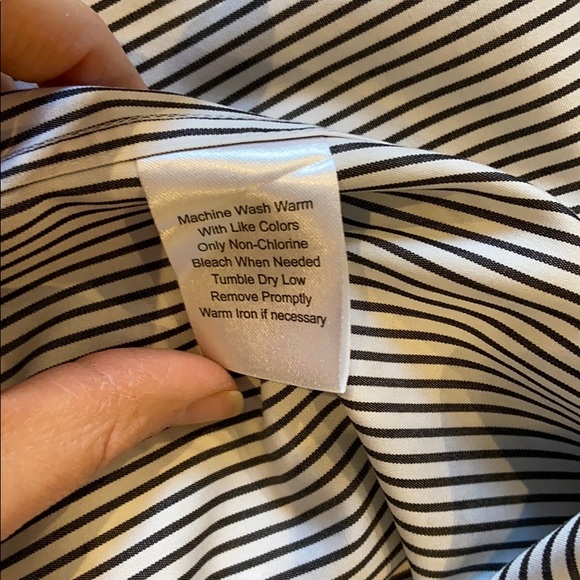 Machine Wash Warm
With Like Colors
Only Non-Chlorine
Bleach When Needed
Tumble Dry Low
Remove Promptly
Warm Iron if necessary